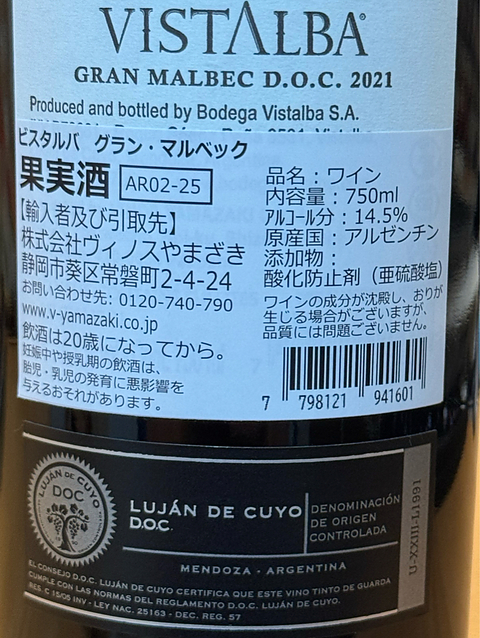 VISTALBA
GRAN MALBEC D.O.C. 2021
Produced and bottled by Bodega Vistalba S.A.
ビスタルバ グラン・マルベック
果実酒 AR02-25
【輸入者及び引取先】
株式会社ヴィノスやまざき
静岡市葵区常磐町2-4-24
お問い合わせ先: 0120-740-790
www.v-yamazaki.co.jp
飲酒は20歳になってから。
妊娠中や授乳期の飲酒は、
胎児・乳児の発育に悪影響を
与えるおそれがあります。
品名：ワイン
内容量：750ml
アルコール分：14.5%
原産国：アルゼンチン
添加物：
酸化防止剤（亜硫酸塩）
ワインの成分が沈殿し、おりが
生じる場合がございますが、
品質には問題ございません。
7 798121 941601
LUJÁN DE CUYO
DOC
LUJÁN DE CUYO
D.O.C.
DENOMINACIÓN
DE ORIGEN
CONTROLADA
MENDOZA - ARGENTINA
EL CONSEJO D.O.C. LUJÁN DE CUYO CERTIFICA QUE ESTE VINO TINTO DE GUARDA
CUMPLE CON LAS NORMAS DEL REGLAMENTO D.O.C. LUJÁN DE CUYO.
RES. C 15/05 INV - LEY NAC. 25163 - DEC. REG. 57